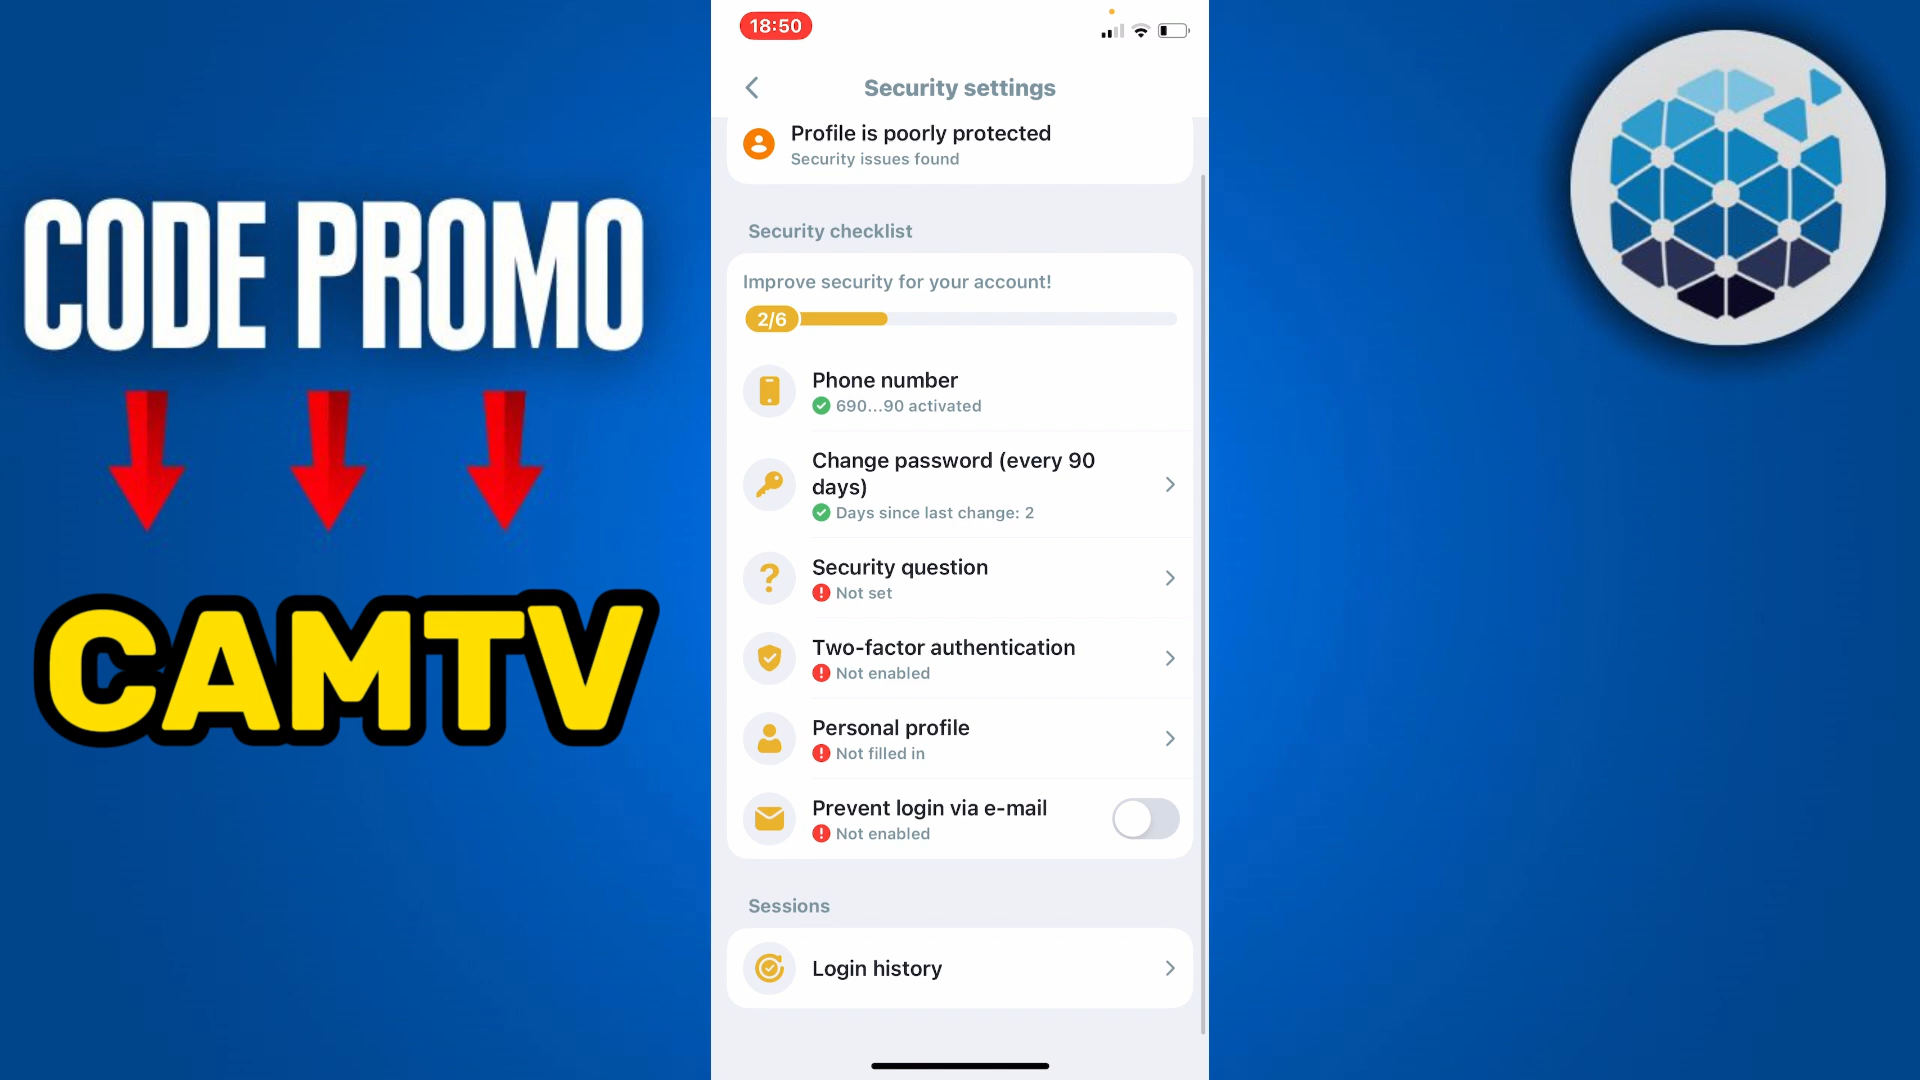 CODE PROMO
CAMTV
18:50
Security settings
Profile is poorly protected
Security issues found
Security checklist
Improve security for your account!
2/6
Phone number
690...90 activated
Change password (every 90
days)
Days since last change: 2
Security question
Not set
Two-factor authentication
Not enabled
Personal profile
Not filled in
Prevent login via e-mail
Not enabled
Sessions
Login history